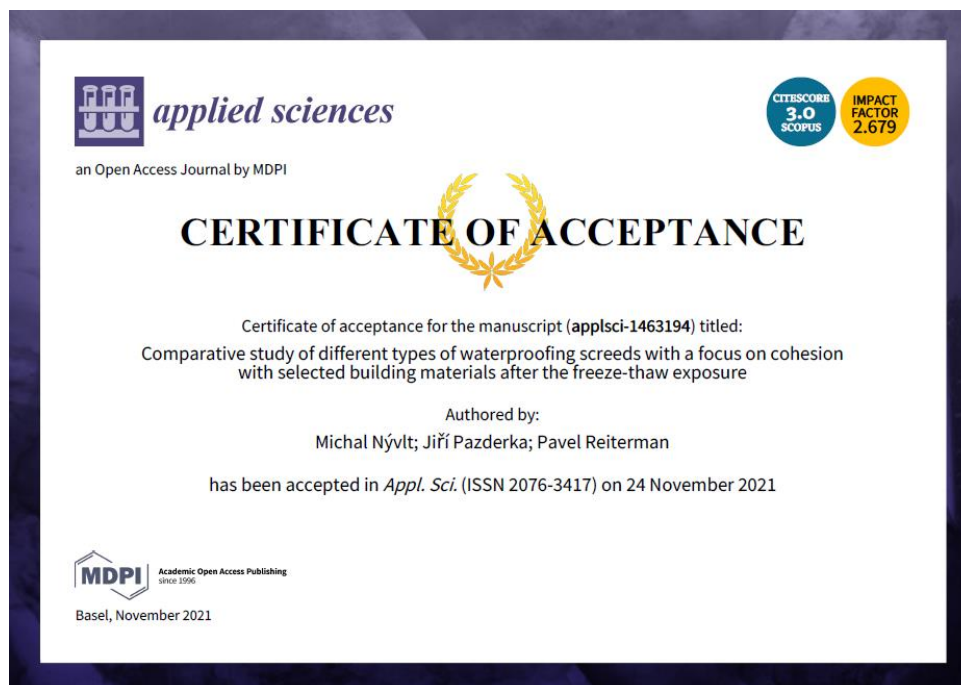 applied sciences
CITESCORE
3.0
SCOPUS
IMPACT
FACTOR
2.679
an Open Access Journal by MDPI
CERTIFICATE OF ACCEPTANCE
Certificate of acceptance for the manuscript (applsci-1463194) titled:
Comparative study of different types of waterproofing screeds with a focus on cohesion
with selected building materials after the freeze-thaw exposure
Authored by:
Michal Nývlt; Jiří Pazderka; Pavel Reiterman
has been accepted in Appl. Sci. (ISSN 2076-3417) on 24 November 2021
MDPI
Academic Open Access Publishing
since 1996
Basel, November 2021